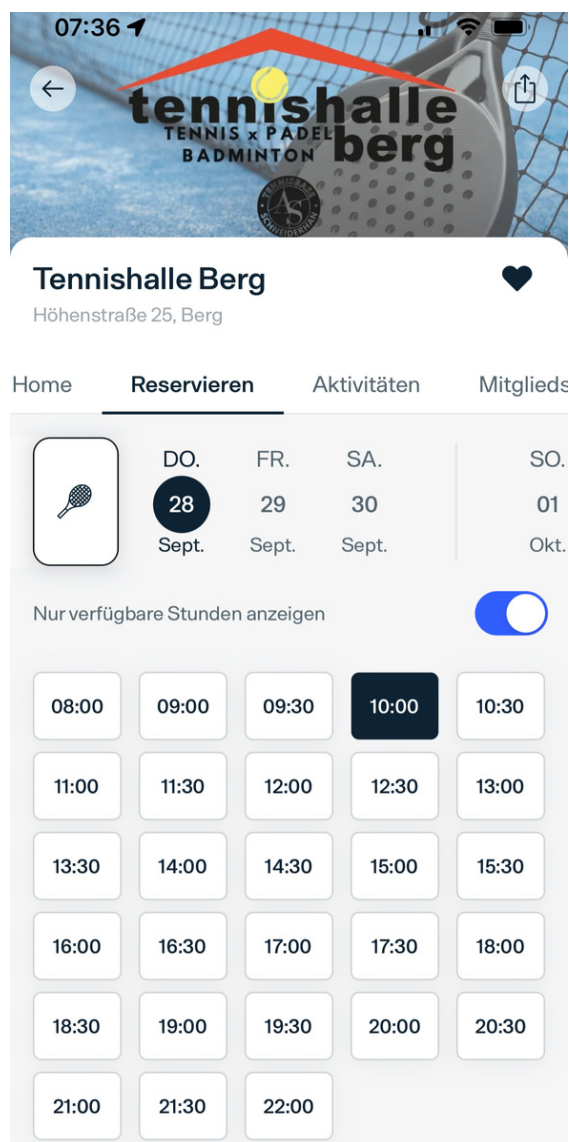 07:36
tennishalle
TENNIS x PADEL
BADMINTON
berg
TENNISBASE
AS
SCHNEIDERHAN
Tennishalle Berg
Höhenstraße 25, Berg
Home Reservieren Aktivitäten Mitglieds
DO. FR. SA. SO.
28 29 30 01
Sept. Sept. Sept. Okt.
Nur verfügbare Stunden anzeigen
08:00 09:00 09:30 10:00 10:30
11:00 11:30 12:00 12:30 13:00
13:30 14:00 14:30 15:00 15:30
16:00 16:30 17:00 17:30 18:00
18:30 19:00 19:30 20:00 20:30
21:00 21:30 22:00